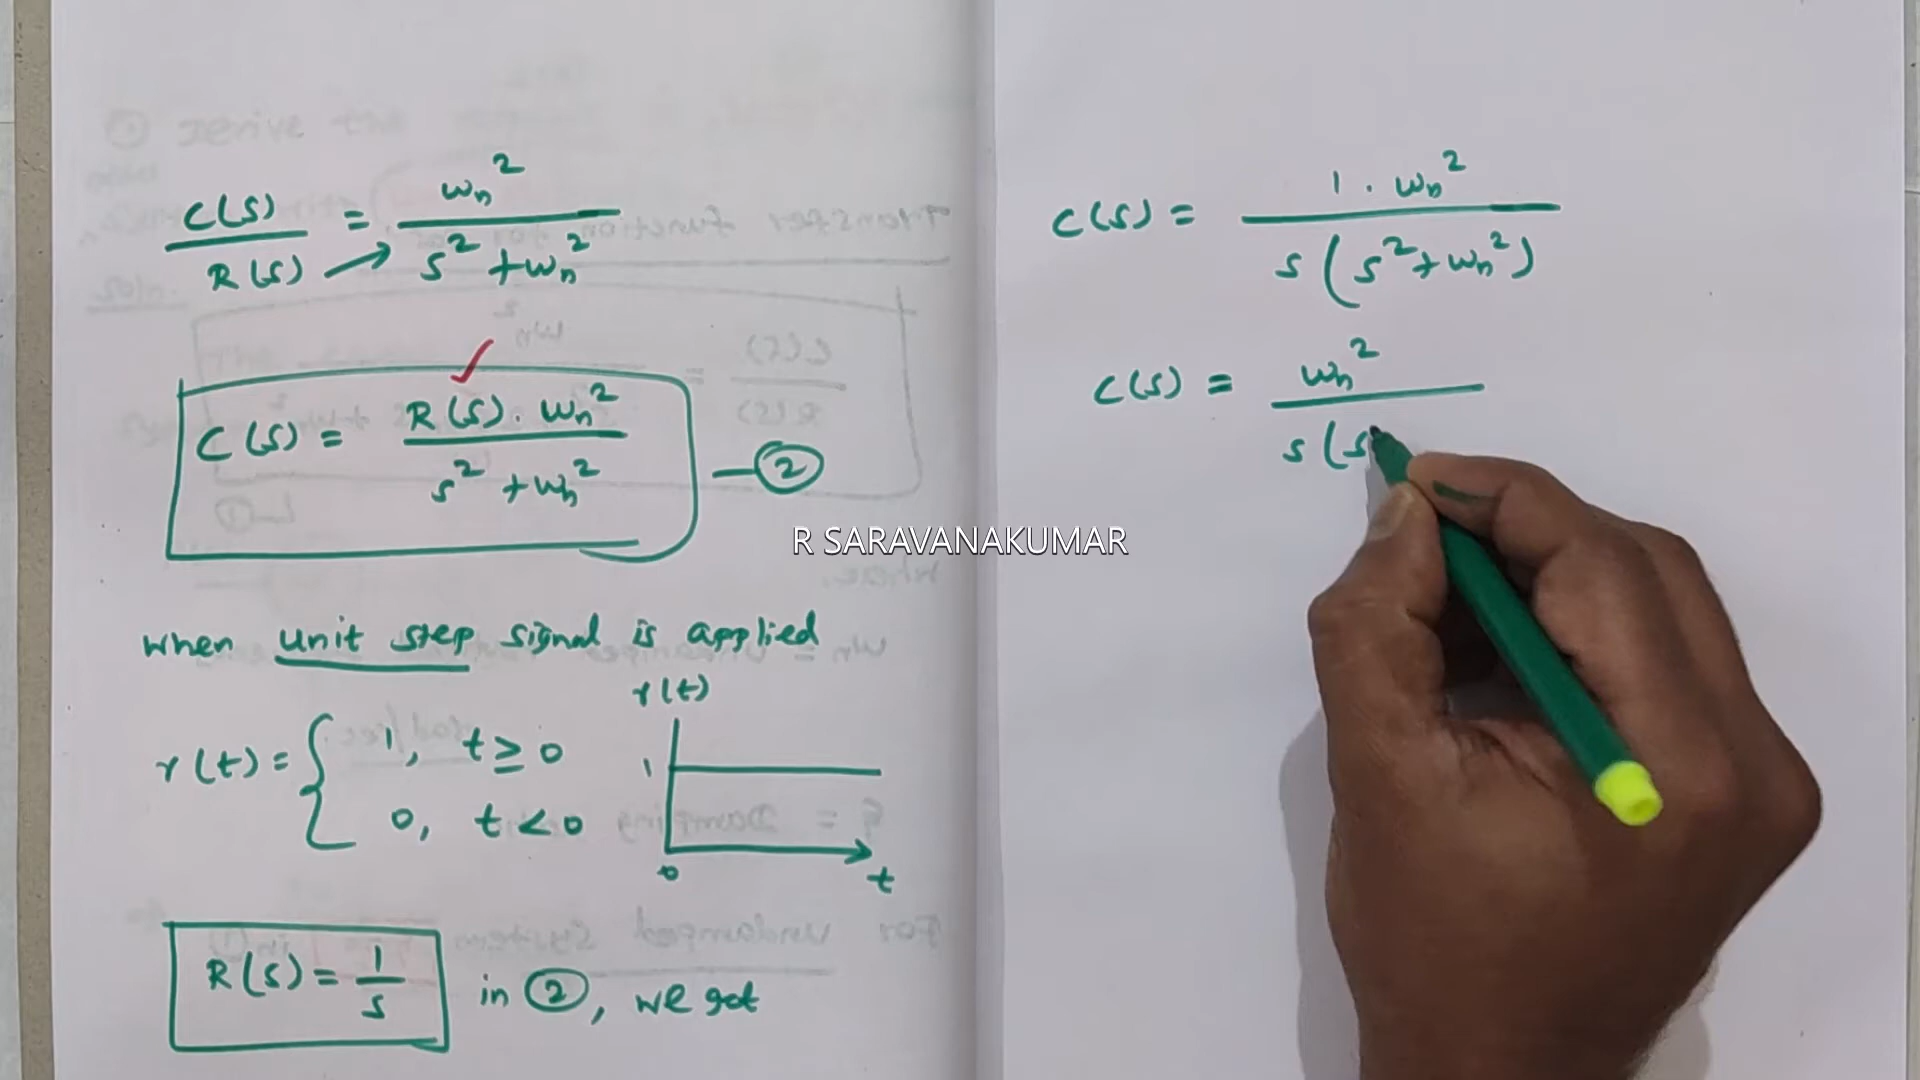 C(s)/R(s) = ωn²/s² + ωn²
C(s) = R(s) . ωn²/s² + ωn² — ②
when unit step signal is applied
r(t) = { 1, t ≥ 0
0, t < 0
r(t)
1
0
t
R(s) = 1/s in ②, we get
C(s) = 1 . ωn²/s(s² + ωn²)
C(s) = ωn²/s(s
R SARAVANAKUMAR